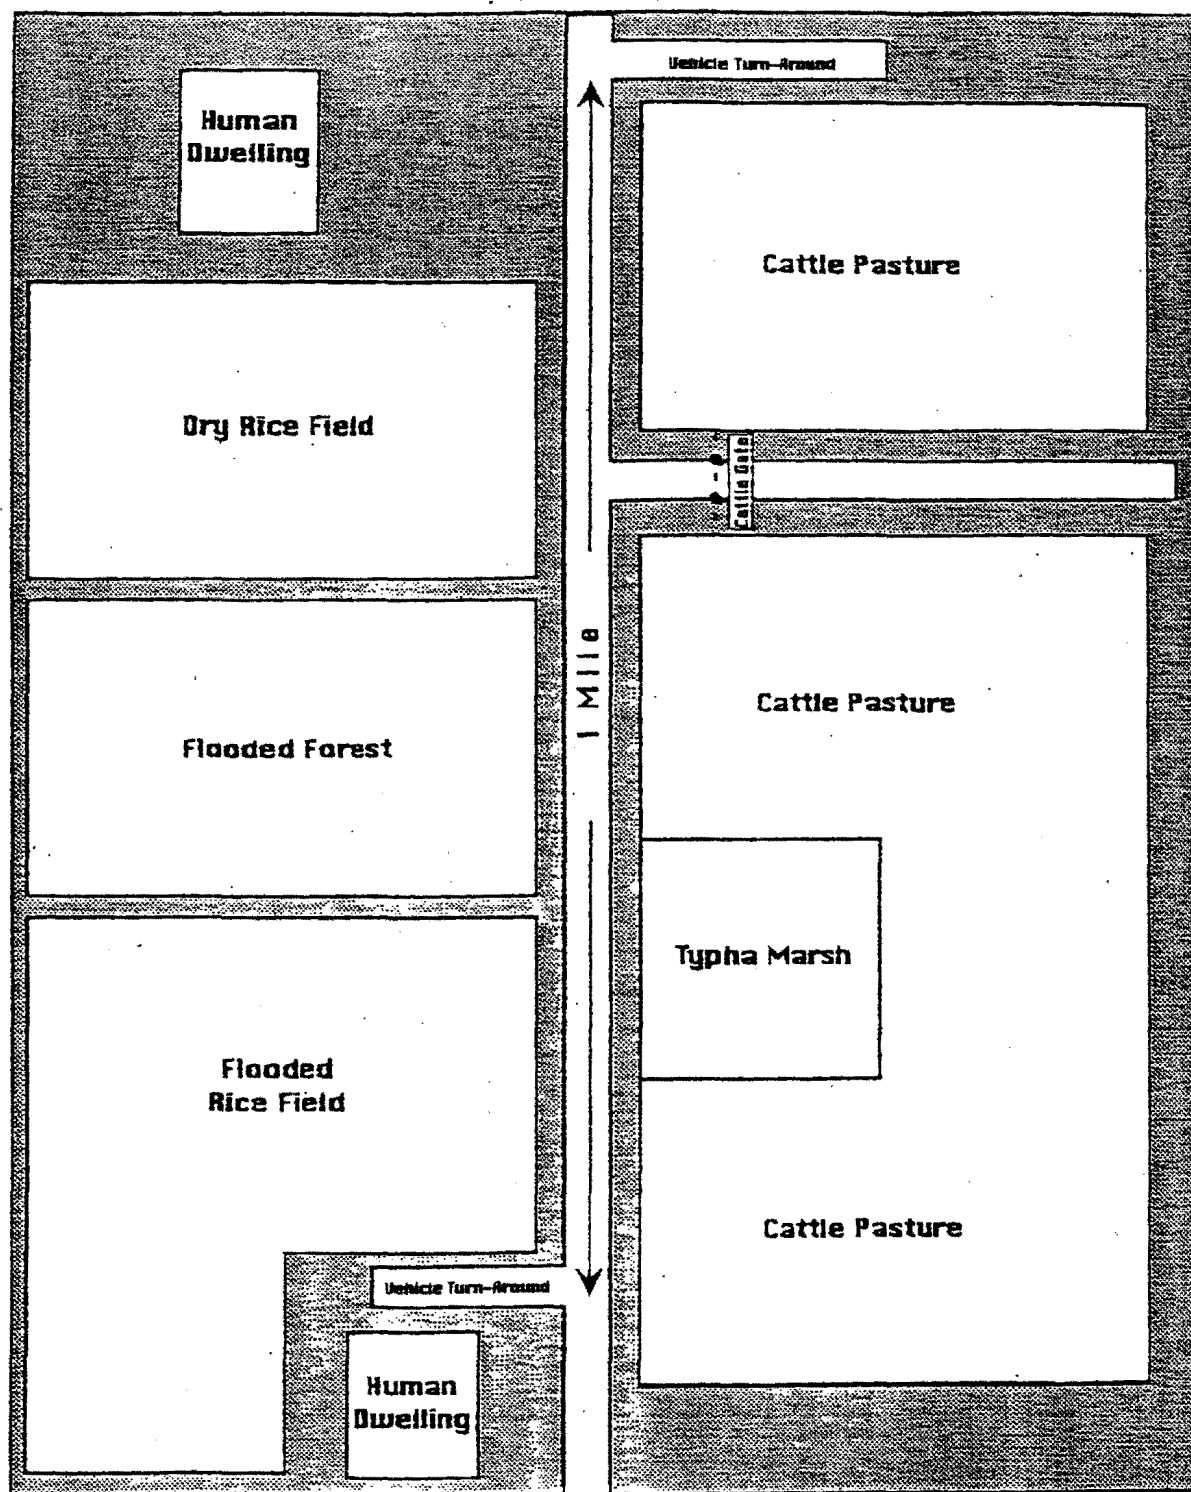 Vehicle Turn-Around
Human
Dwelling
Cattle Pasture
Dry Rice Field
Cattle Gate
1 Mile
Cattle Pasture
Flooded Forest
Typha Marsh
Flooded
Rice Field
Cattle Pasture
Vehicle Turn-Around
Human
Dwelling